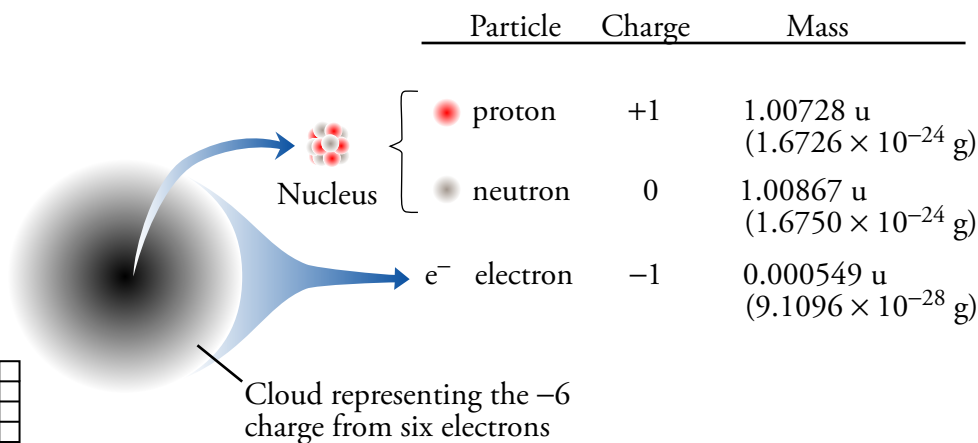 Particle Charge Mass
proton +1 1.00728 u
(1.6726 × 10⁻²⁴ g)
Nucleus
neutron 0 1.00867 u
(1.6750 × 10⁻²⁴ g)
e⁻ electron −1 0.000549 u
(9.1096 × 10⁻²⁸ g)
Cloud representing the −6
charge from six electrons